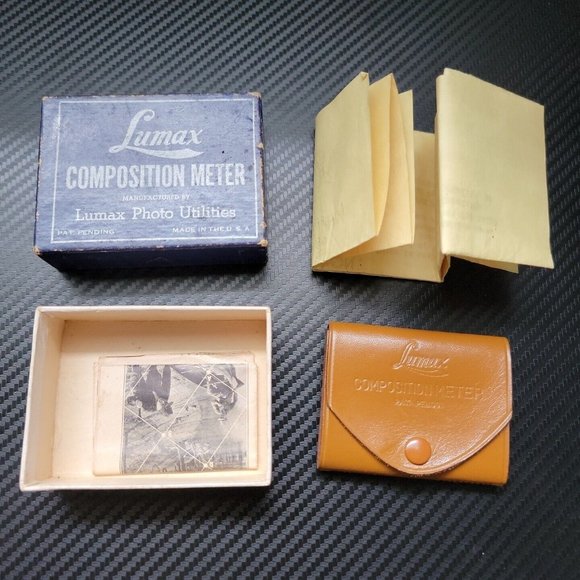 Lumax
COMPOSITION METER
MANUFACTURED BY
Lumax Photo Utilities
PAT. PENDING MADE IN THE U.S.A
Lumax
COMPOSITION METER